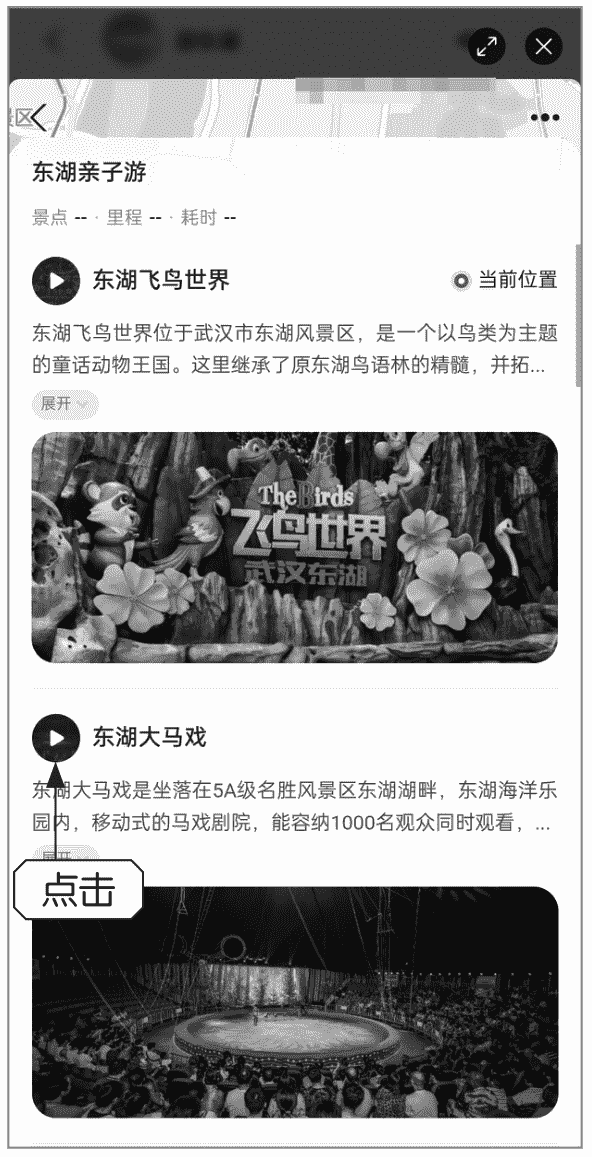 景区
东湖亲子游
景点 -- · 里程 -- · 耗时 --
东湖飞鸟世界
当前位置
东湖飞鸟世界位于武汉市东湖风景区，是一个以鸟类为主题
的童话动物王国。这里继承了原东湖鸟语林的精髓，并拓...
展开
The Birds
飞鸟世界
武汉东湖
东湖大马戏
东湖大马戏是坐落在5A级名胜风景区东湖湖畔，东湖海洋乐
园内，移动式的马戏剧院，能容纳1000名观众同时观看，...
展开
点击